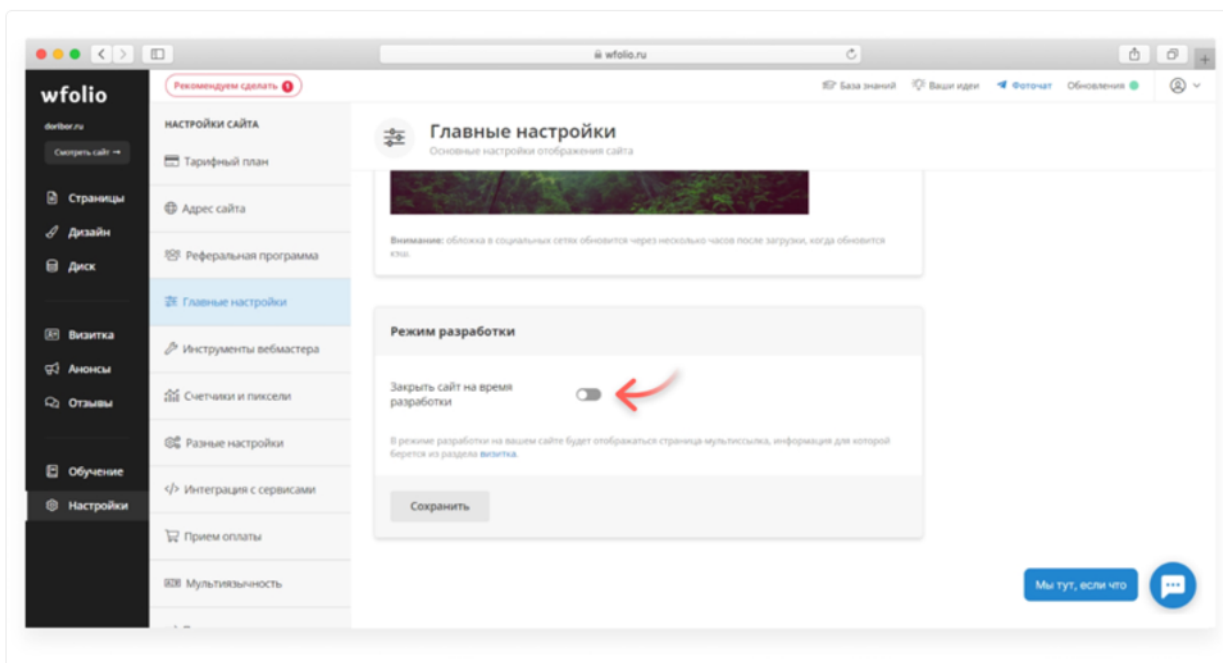 wfolio.ru
wfolio
Рекомендуем сделать 1
База знаний
Ваши идеи
Фоточат
Обновления
doribor.ru
Смотреть сайт →
Страницы
Дизайн
Диск
Визитка
Анонсы
Отзывы
Обучение
Настройки
НАСТРОЙКИ САЙТА
Тарифный план
Адрес сайта
Реферальная программа
Главные настройки
Инструменты вебмастера
Счетчики и пиксели
Разные настройки
Интеграция с сервисами
Прием оплаты
Мультиязычность
Главные настройки
Основные настройки отображения сайта
Внимание: обложка в социальных сетях обновится через несколько часов после загрузки, когда обновится
кэш.
Режим разработки
Закрыть сайт на время
разработки
В режиме разработки на вашем сайте будет отображаться страница-мультиссылка, информация для которой
берется из раздела визитка.
Сохранить
Мы тут, если что